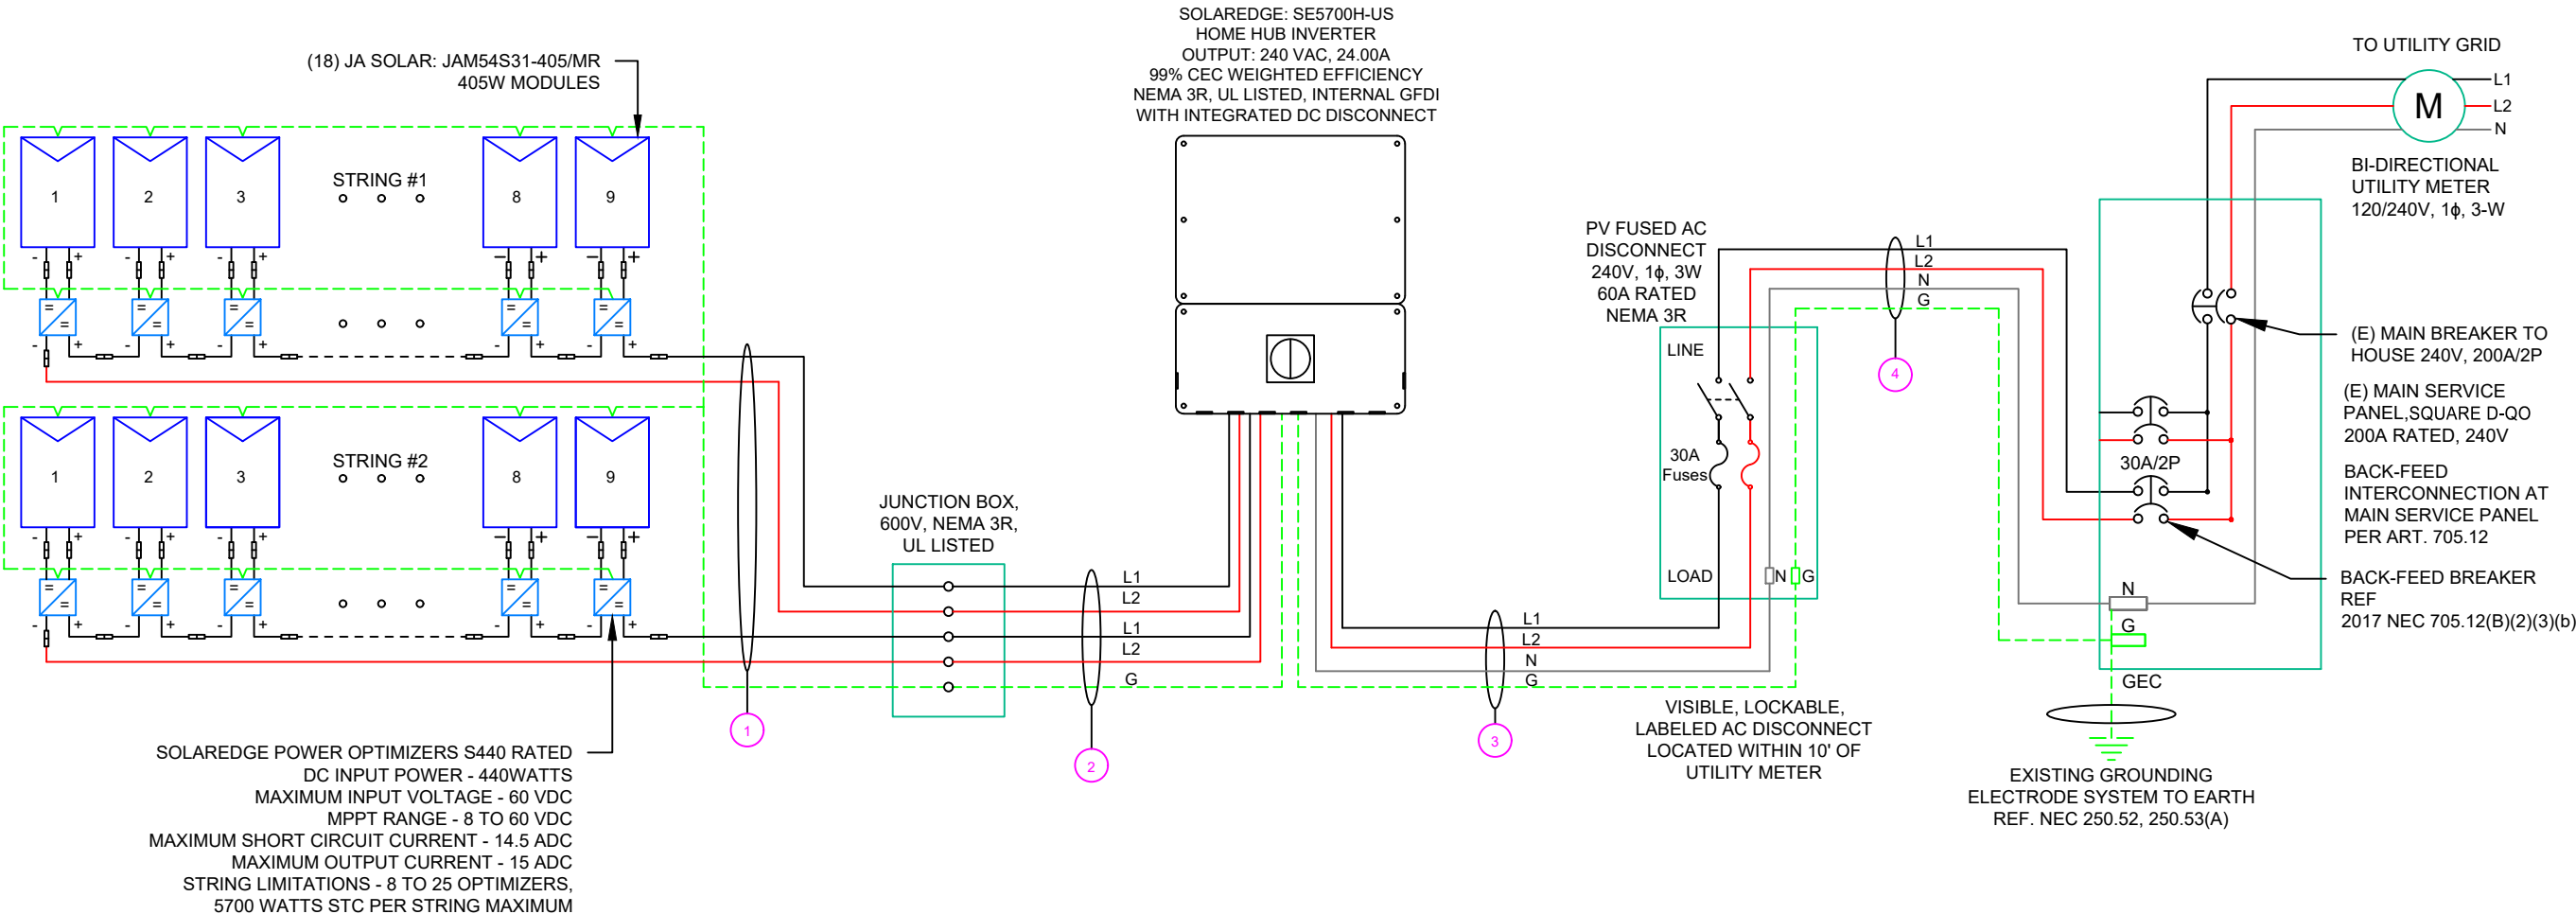 SOLAREDGE: SE5700H-US
HOME HUB INVERTER
OUTPUT: 240 VAC, 24.00A
99% CEC WEIGHTED EFFICIENCY
NEMA 3R, UL LISTED, INTERNAL GFDI
WITH INTEGRATED DC DISCONNECT
(18) JA SOLAR: JAM54S31-405/MR
405W MODULES
1 2 3 STRING #1 8 9
- + - + - + - + - +
= = = = = = = = = =
- + - + - + - + - +
1 2 3 STRING #2 8 9
- + - + - + - + - +
= = = = = = = = = =
- + - + - + - + - +
SOLAREDGE POWER OPTIMIZERS S440 RATED
DC INPUT POWER - 440WATTS
MAXIMUM INPUT VOLTAGE - 60 VDC
MPPT RANGE - 8 TO 60 VDC
MAXIMUM SHORT CIRCUIT CURRENT - 14.5 ADC
MAXIMUM OUTPUT CURRENT - 15 ADC
STRING LIMITATIONS - 8 TO 25 OPTIMIZERS,
5700 WATTS STC PER STRING MAXIMUM
1
JUNCTION BOX,
600V, NEMA 3R,
UL LISTED
L1
L2
L1
L2
G
2
L1
L2
N
G
3
PV FUSED AC
DISCONNECT
240V, 1ϕ, 3W
60A RATED
NEMA 3R
LINE
30A
Fuses
LOAD
N G
VISIBLE, LOCKABLE,
LABELED AC DISCONNECT
LOCATED WITHIN 10' OF
UTILITY METER
L1
L2
N
G
4
TO UTILITY GRID
M
L1
L2
N
BI-DIRECTIONAL
UTILITY METER
120/240V, 1ϕ, 3-W
(E) MAIN BREAKER TO
HOUSE 240V, 200A/2P
(E) MAIN SERVICE
PANEL,SQUARE D-QO
200A RATED, 240V
30A/2P
BACK-FEED
INTERCONNECTION AT
MAIN SERVICE PANEL
PER ART. 705.12
BACK-FEED BREAKER
REF
2017 NEC 705.12(B)(2)(3)(b)
N
G
GEC
EXISTING GROUNDING
ELECTRODE SYSTEM TO EARTH
REF. NEC 250.52, 250.53(A)